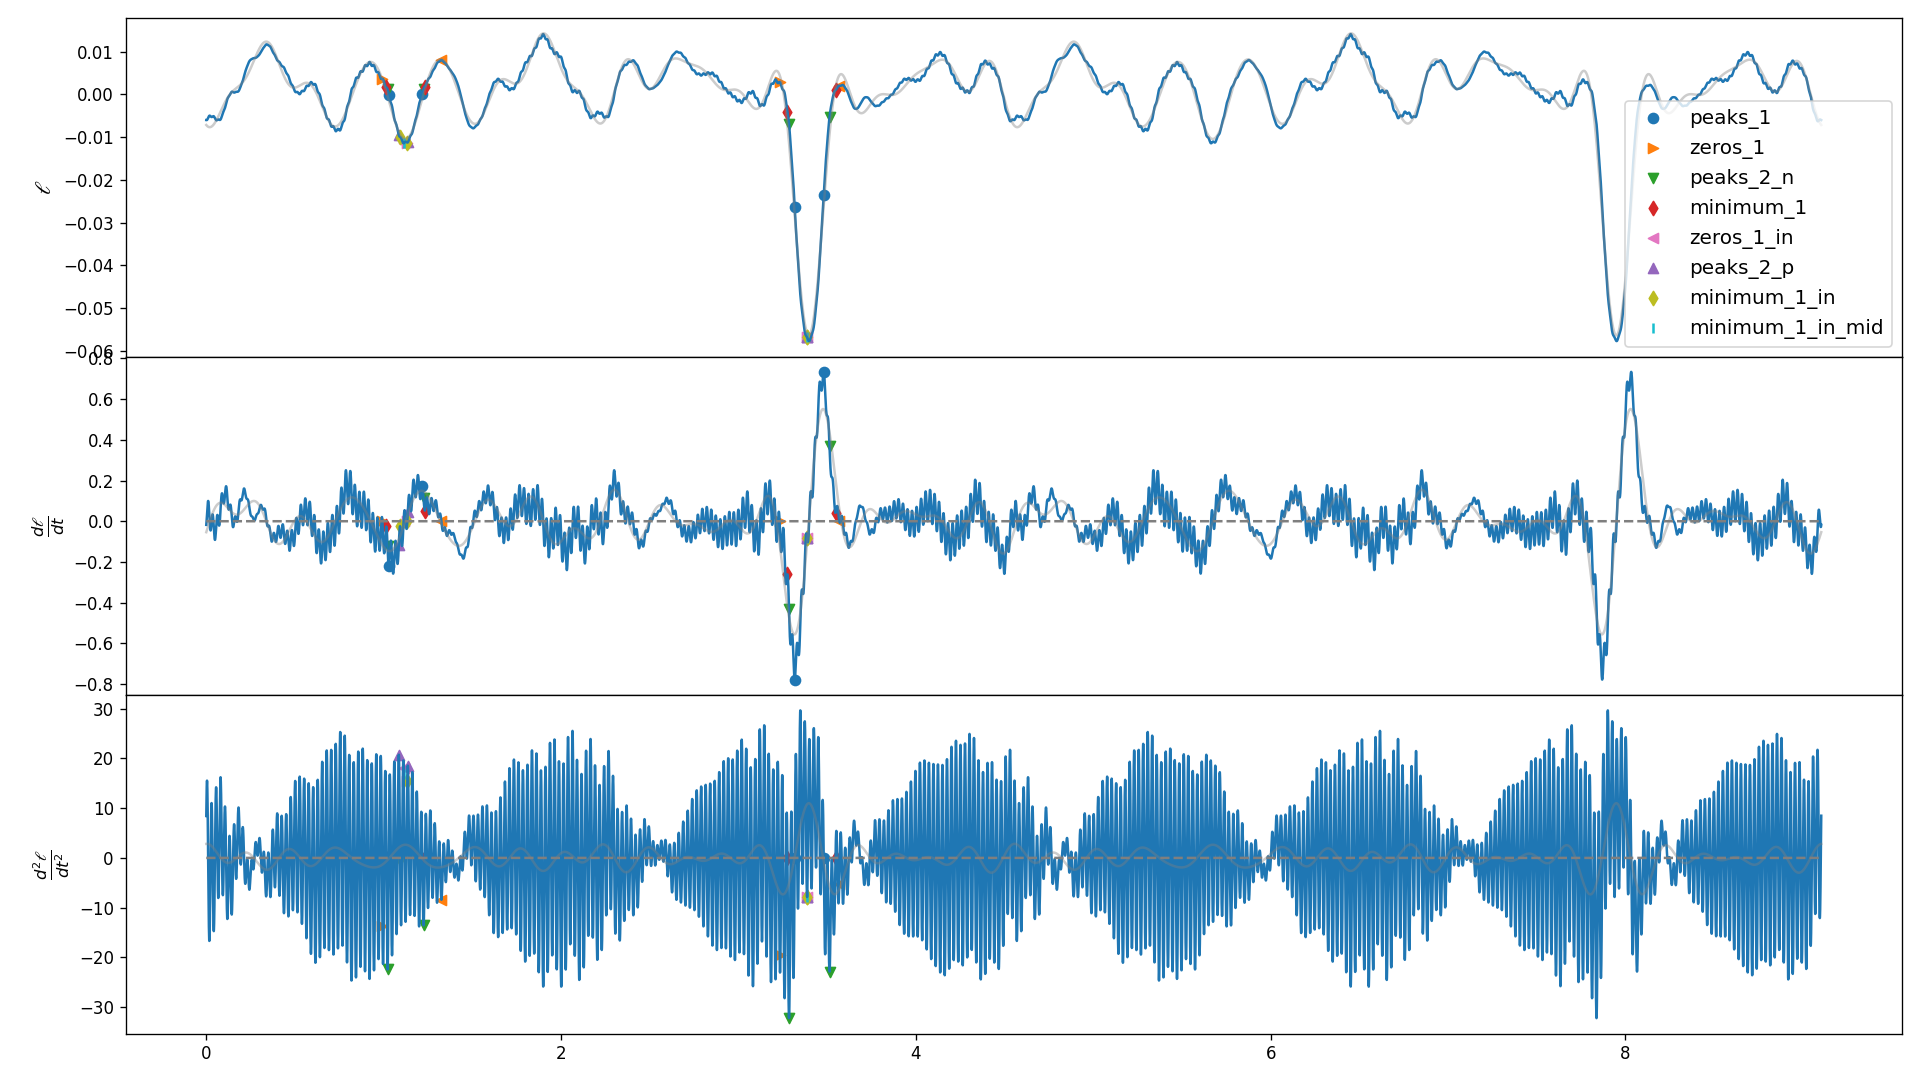 0.01
0.00
−0.01
−0.02
−0.03
−0.04
−0.05
−0.06
ℓ
peaks_1
zeros_1
peaks_2_n
minimum_1
zeros_1_in
peaks_2_p
minimum_1_in
minimum_1_in_mid
0.8
0.6
0.4
0.2
0.0
−0.2
−0.4
−0.6
−0.8
dℓ
dt
30
20
10
0
−10
−20
−30
d²ℓ
dt²
0 2 4 6 8